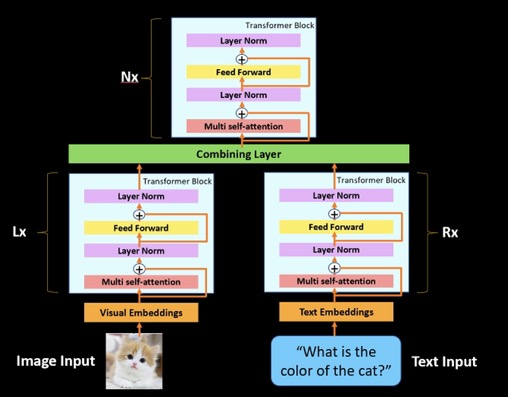 Transformer Block
Layer Norm
+
Nx
Feed Forward
Layer Norm
+
Multi self-attention
Combining Layer
Transformer Block
Layer Norm
+
Lx
Feed Forward
Layer Norm
+
Multi self-attention
Visual Embeddings
Image Input
Transformer Block
Layer Norm
+
Feed Forward
Rx
Layer Norm
+
Multi self-attention
Text Embeddings
“What is the
color of the cat?”
Text Input